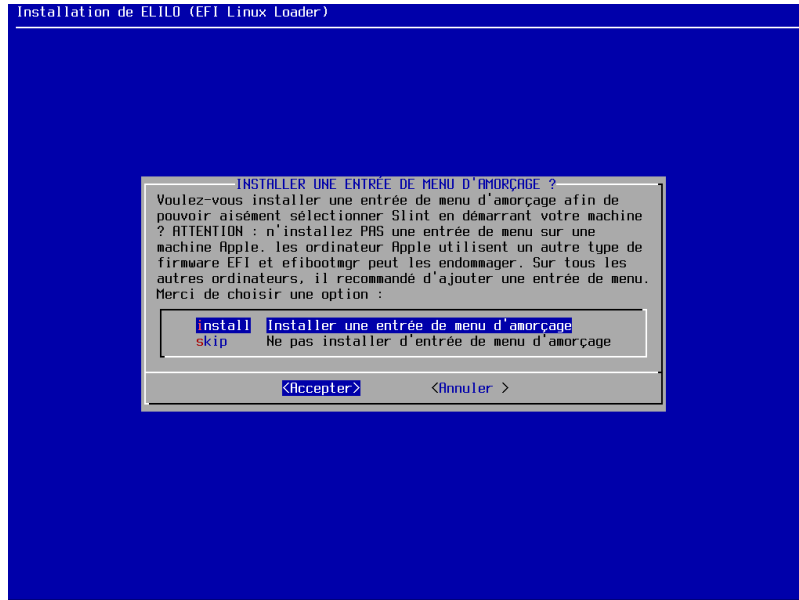 Installation de ELILO (EFI Linux Loader)
INSTALLER UNE ENTRÉE DE MENU D'AMORÇAGE ?
Voulez-vous installer une entrée de menu d'amorçage afin de
pouvoir aisément sélectionner Slint en démarrant votre machine
? ATTENTION : n'installez PAS une entrée de menu sur une
machine Apple. les ordinateur Apple utilisent un autre type de
firmware EFI et efibootmgr peut les endommager. Sur tous les
autres ordinateurs, il recommandé d'ajouter une entrée de menu.
Merci de choisir une option :
install Installer une entrée de menu d'amorçage
skip Ne pas installer d'entrée de menu d'amorçage
<Accepter> <Annuler >